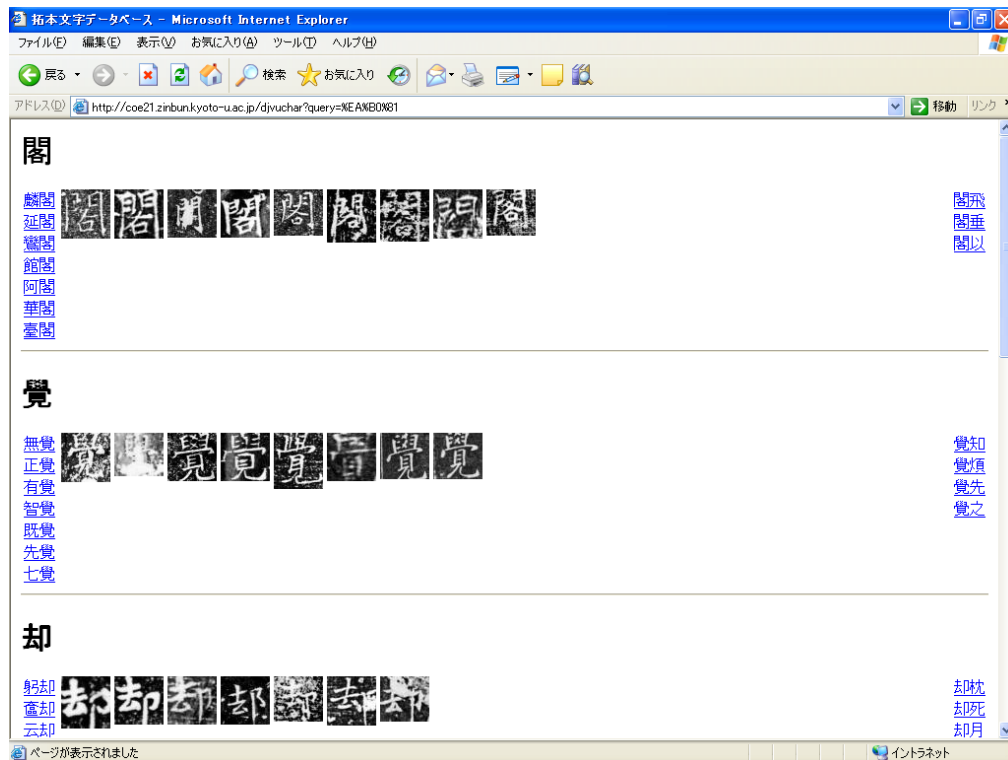 拓本文字データベース - Microsoft Internet Explorer
ファイル(F) 編集(E) 表示(V) お気に入り(A) ツール(T) ヘルプ(H)
戻る 検索 お気に入り
アドレス(D) http://coe21.zinbun.kyoto-u.ac.jp/djvuchar?query=%EA%B0%81 移動 リンク
閣
麟閣 閣飛
延閣 閣垂
鸞閣 閣以
館閣
阿閣
華閣
臺閣
覺
無覺 覺知
正覺 覺煩
有覺 覺先
智覺 覺之
既覺
先覺
七覺
却
躬却 却枕
奩却 却死
云却 却月
ページが表示されました イントラネット